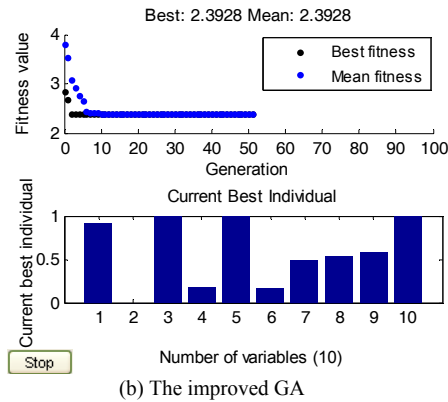 Best: 2.3928 Mean: 2.3928
Fitness value
4
3
2
Best fitness
Mean fitness
0 10 20 30 40 50 60 70 80 90 100
Generation
Current Best Individual
Current best individual
1
0.5
0
1 2 3 4 5 6 7 8 9 10
Stop
Number of variables (10)
(b) The improved GA